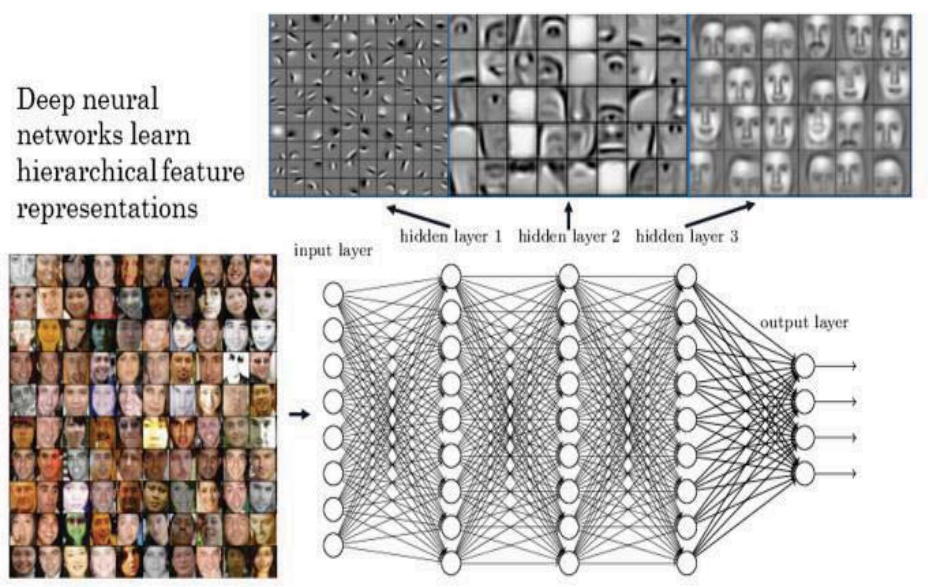 Deep neural
networks learn
hierarchical feature
representations
hidden layer 1 hidden layer 2 hidden layer 3
input layer
output layer